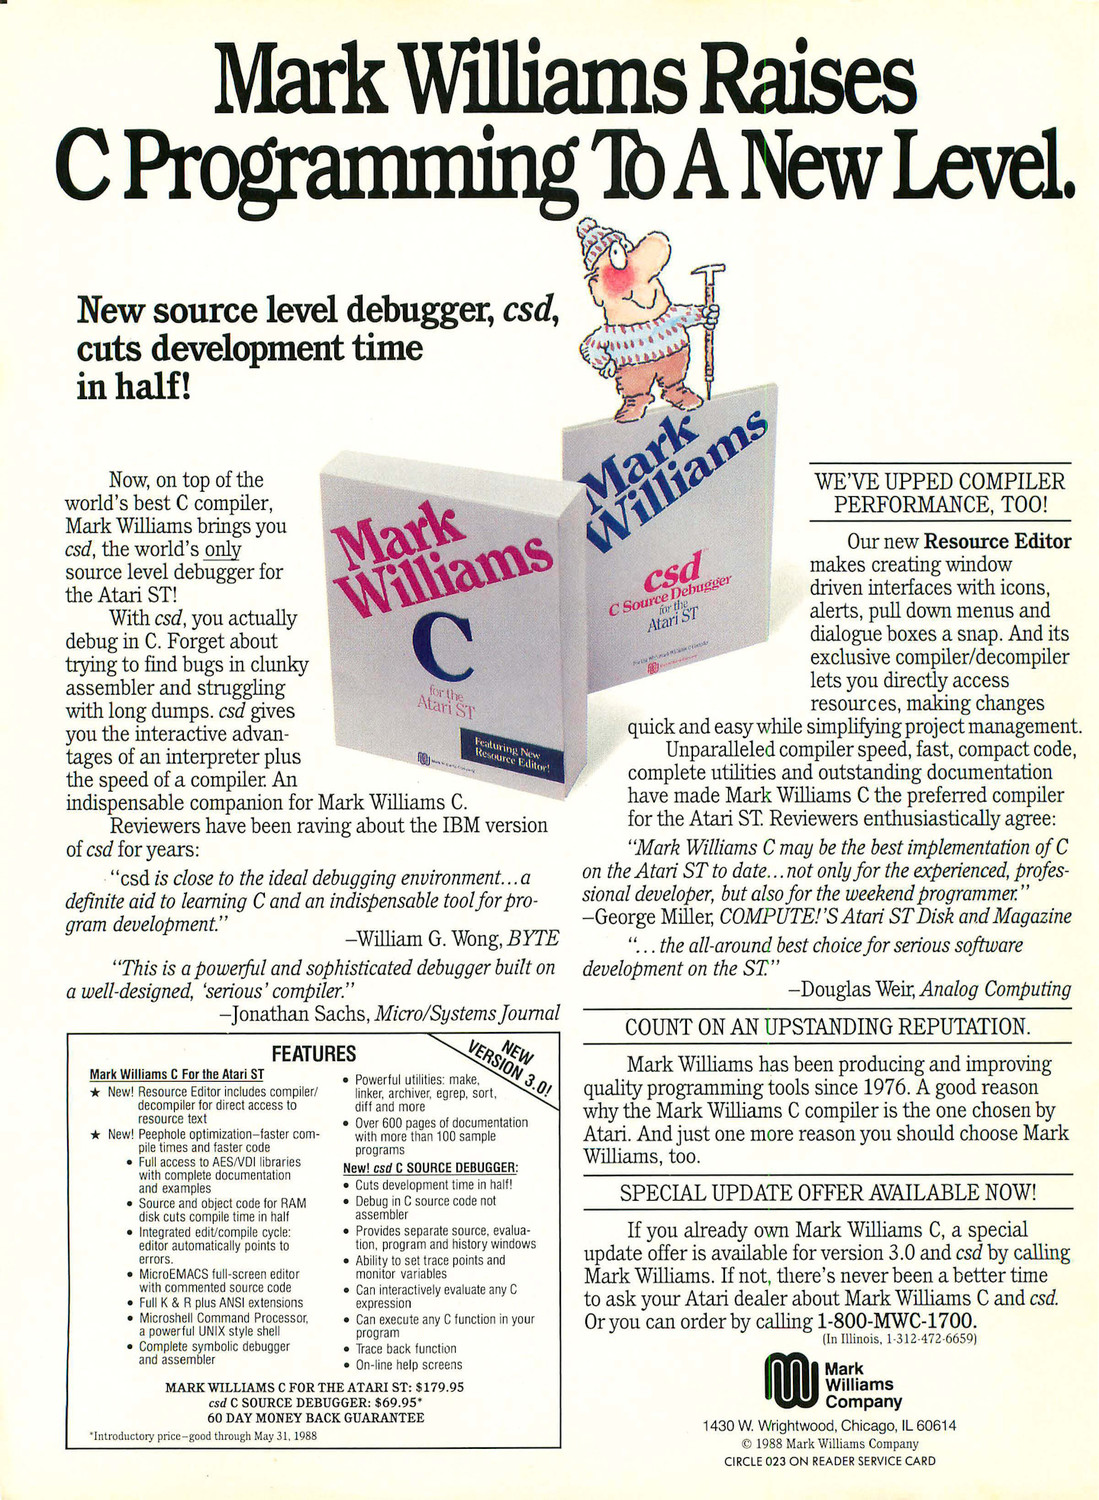 Mark Williams Raises
C Programming To A New Level.
New source level debugger, csd,
cuts development time
in half!
Now, on top of the
world's best C compiler,
Mark Williams brings you
csd, the world's only
source level debugger for
the Atari ST!
With csd, you actually
debug in C. Forget about
trying to find bugs in clunky
assembler and struggling
with long dumps. csd gives
you the interactive advan-
tages of an interpreter plus
the speed of a compiler. An
indispensable companion for Mark Williams C.
Reviewers have been raving about the IBM version
of csd for years:
"csd is close to the ideal debugging environment...a
definite aid to learning C and an indispensable tool for pro-
gram development."
–William G. Wong, BYTE
"This is a powerful and sophisticated debugger built on
a well-designed, 'serious' compiler."
–Jonathan Sachs, Micro/Systems Journal
Mark
Williams
C
for the
Atari ST
Featuring New
Resource Editor!
Mark
Williams
csd
C Source Debugger
for the
Atari ST
WE'VE UPPED COMPILER
PERFORMANCE, TOO!
Our new Resource Editor
makes creating window
driven interfaces with icons,
alerts, pull down menus and
dialogue boxes a snap. And its
exclusive compiler/decompiler
lets you directly access
resources, making changes
quick and easy while simplifying project management.
Unparalleled compiler speed, fast, compact code,
complete utilities and outstanding documentation
have made Mark Williams C the preferred compiler
for the Atari ST. Reviewers enthusiastically agree:
"Mark Williams C may be the best implementation of C
on the Atari ST to date...not only for the experienced, profes-
sional developer, but also for the weekend programmer."
–George Miller, COMPUTE!'S Atari ST Disk and Magazine
"...the all-around best choice for serious software
development on the ST."
–Douglas Weir, Analog Computing
COUNT ON AN UPSTANDING REPUTATION.
Mark Williams has been producing and improving
quality programming tools since 1976. A good reason
why the Mark Williams C compiler is the one chosen by
Atari. And just one more reason you should choose Mark
Williams, too.
SPECIAL UPDATE OFFER AVAILABLE NOW!
If you already own Mark Williams C, a special
update offer is available for version 3.0 and csd by calling
Mark Williams. If not, there's never been a better time
to ask your Atari dealer about Mark Williams C and csd.
Or you can order by calling 1-800-MWC-1700.
(In Illinois, 1-312-472-6659)
Mark
Williams
Company
1430 W. Wrightwood, Chicago, IL 60614
© 1988 Mark Williams Company
CIRCLE 023 ON READER SERVICE CARD
FEATURES
NEW
VERSION 3.0!
Mark Williams C For the Atari ST
★ New! Resource Editor includes compiler/
decompiler for direct access to
resource text
★ New! Peephole optimization–faster com-
pile times and faster code
• Full access to AES/VDI libraries
with complete documentation
and examples
• Source and object code for RAM
disk cuts compile time in half
• Integrated edit/compile cycle:
editor automatically points to
errors.
• MicroEMACS full-screen editor
with commented source code
• Full K & R plus ANSI extensions
• Microshell Command Processor,
a powerful UNIX style shell
• Complete symbolic debugger
and assembler
• Powerful utilities: make,
linker, archiver, egrep, sort,
diff and more
• Over 600 pages of documentation
with more than 100 sample
programs
New! csd C SOURCE DEBUGGER:
• Cuts development time in half!
• Debug in C source code not
assembler
• Provides separate source, evalua-
tion, program and history windows
• Ability to set trace points and
monitor variables
• Can interactively evaluate any C
expression
• Can execute any C function in your
program
• Trace back function
• On-line help screens
MARK WILLIAMS C FOR THE ATARI ST: $179.95
csd C SOURCE DEBUGGER: $69.95*
60 DAY MONEY BACK GUARANTEE
*Introductory price–good through May 31, 1988